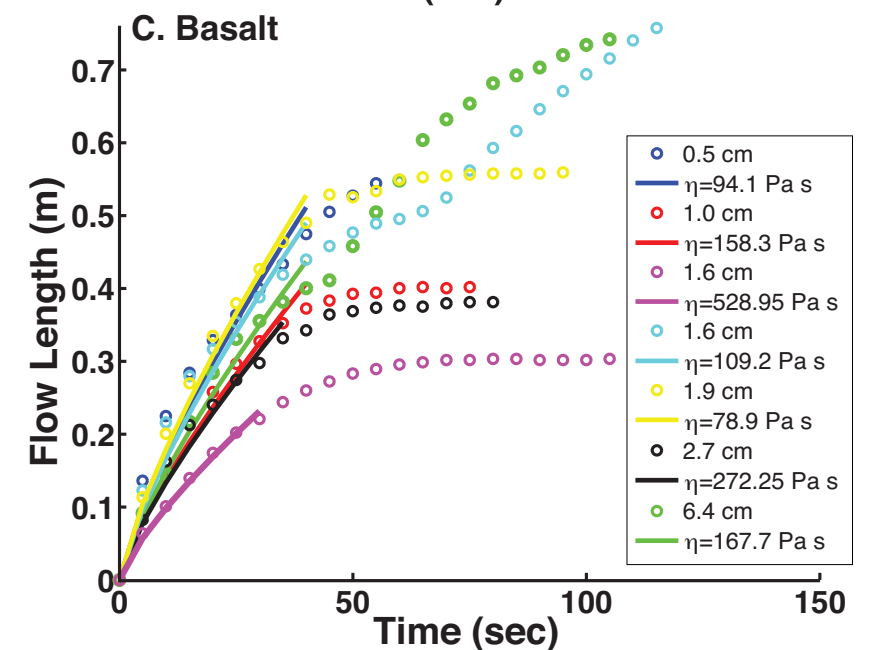 C. Basalt
Flow Length (m)
0.7
0.6
0.5
0.4
0.3
0.2
0.1
0
0 50 100 150
Time (sec)
0.5 cm
η=94.1 Pa s
1.0 cm
η=158.3 Pa s
1.6 cm
η=528.95 Pa s
1.6 cm
η=109.2 Pa s
1.9 cm
η=78.9 Pa s
2.7 cm
η=272.25 Pa s
6.4 cm
η=167.7 Pa s